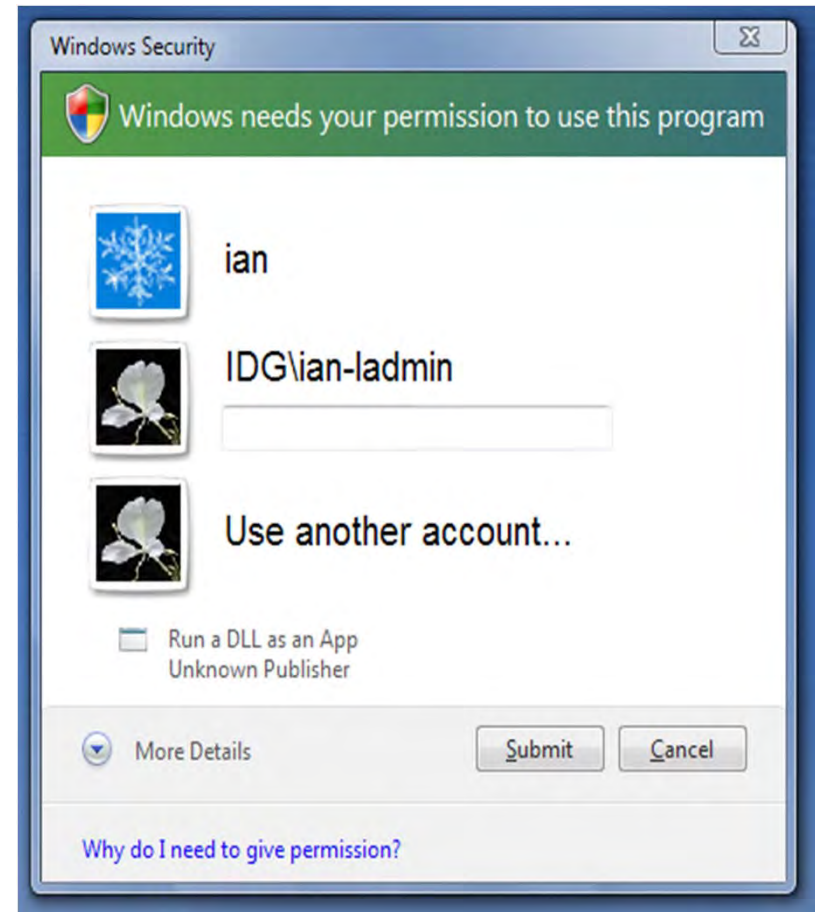 Windows Security
Windows needs your permission to use this program
ian
IDG\ian-ladmin
Use another account...
Run a DLL as an App
Unknown Publisher
More Details
Submit
Cancel
Why do I need to give permission?